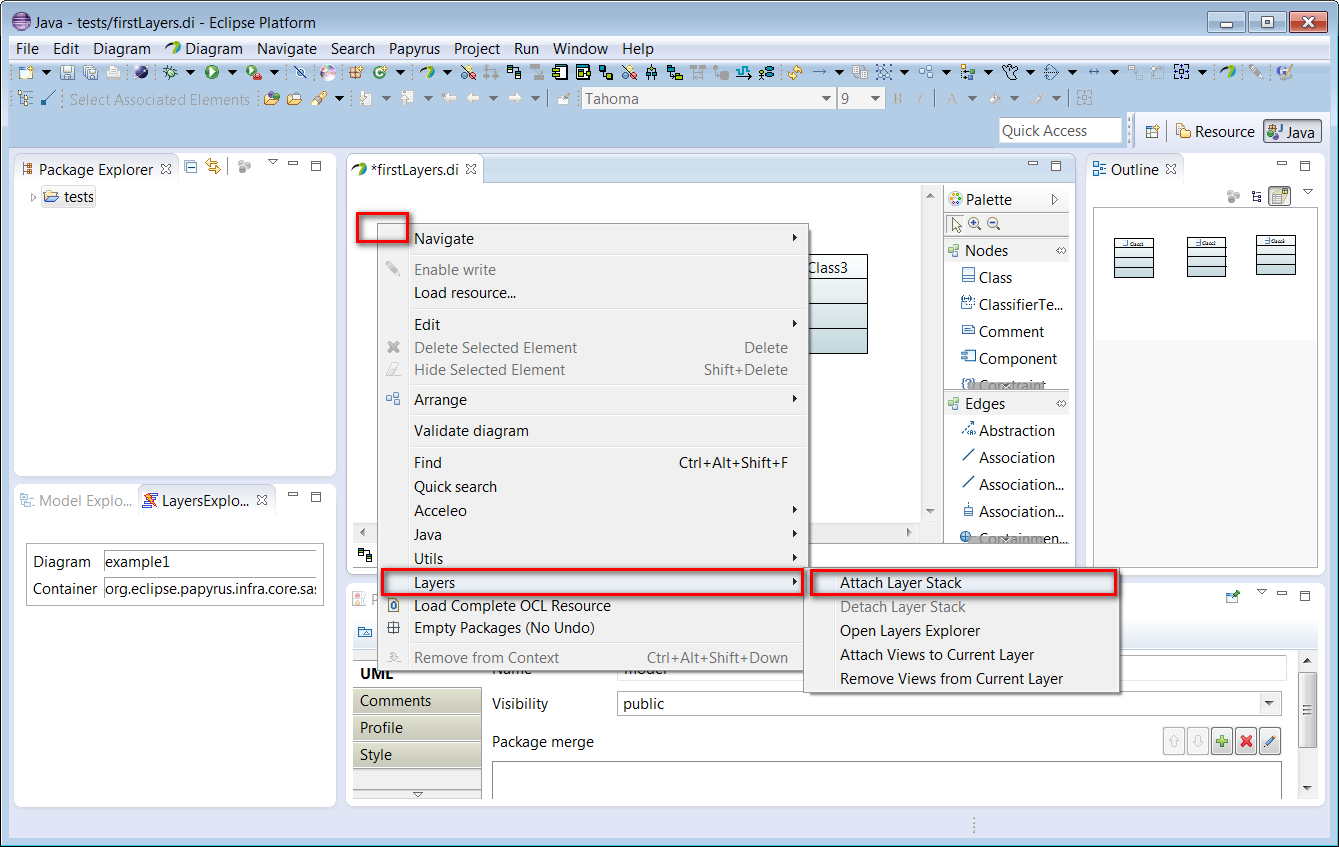 Java - tests/firstLayers.di - Eclipse Platform
File Edit Diagram Diagram Navigate Search Papyrus Project Run Window Help
Select Associated Elements Tahoma 9 B I A
Quick Access Resource Java
Package Explorer
tests
*firstLayers.di
Navigate
Enable write
Load resource...
Edit
Delete Selected Element Delete
Hide Selected Element Shift+Delete
Arrange
Validate diagram
Find Ctrl+Alt+Shift+F
Quick search
Acceleo
Java
Utils
Layers
Load Complete OCL Resource
Empty Packages (No Undo)
Remove from Context Ctrl+Alt+Shift+Down
Attach Layer Stack
Detach Layer Stack
Open Layers Explorer
Attach Views to Current Layer
Remove Views from Current Layer
Class3
Palette
Nodes
Class
ClassifierTe...
Comment
Component
Constraint
Edges
Abstraction
Association
Association...
Association...
Containmen...
Outline
Model Explo... LayersExplo...
Diagram example1
Container org.eclipse.papyrus.infra.core.sas
P
UML
Comments
Profile
Style
Name model
Visibility public
Package merge